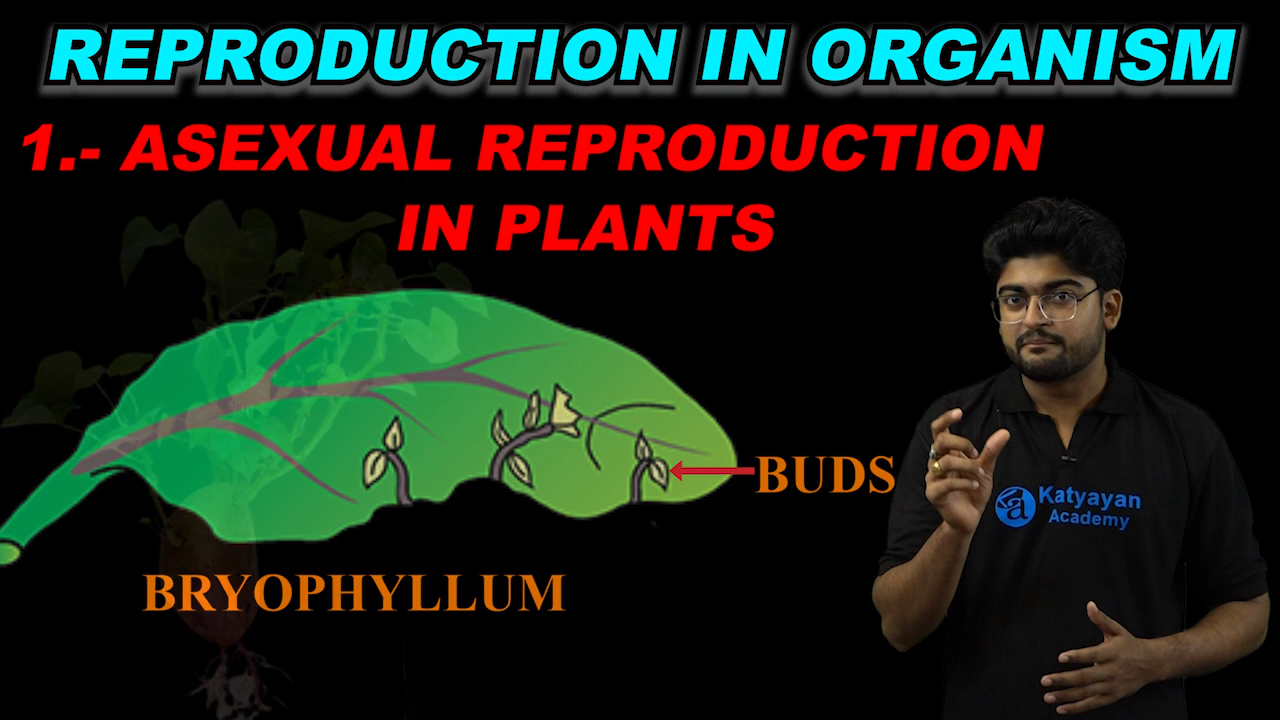 REPRODUCTION IN ORGANISM
1.- ASEXUAL REPRODUCTION
IN PLANTS
BUDS
Katyayan
Academy
BRYOPHYLLUM